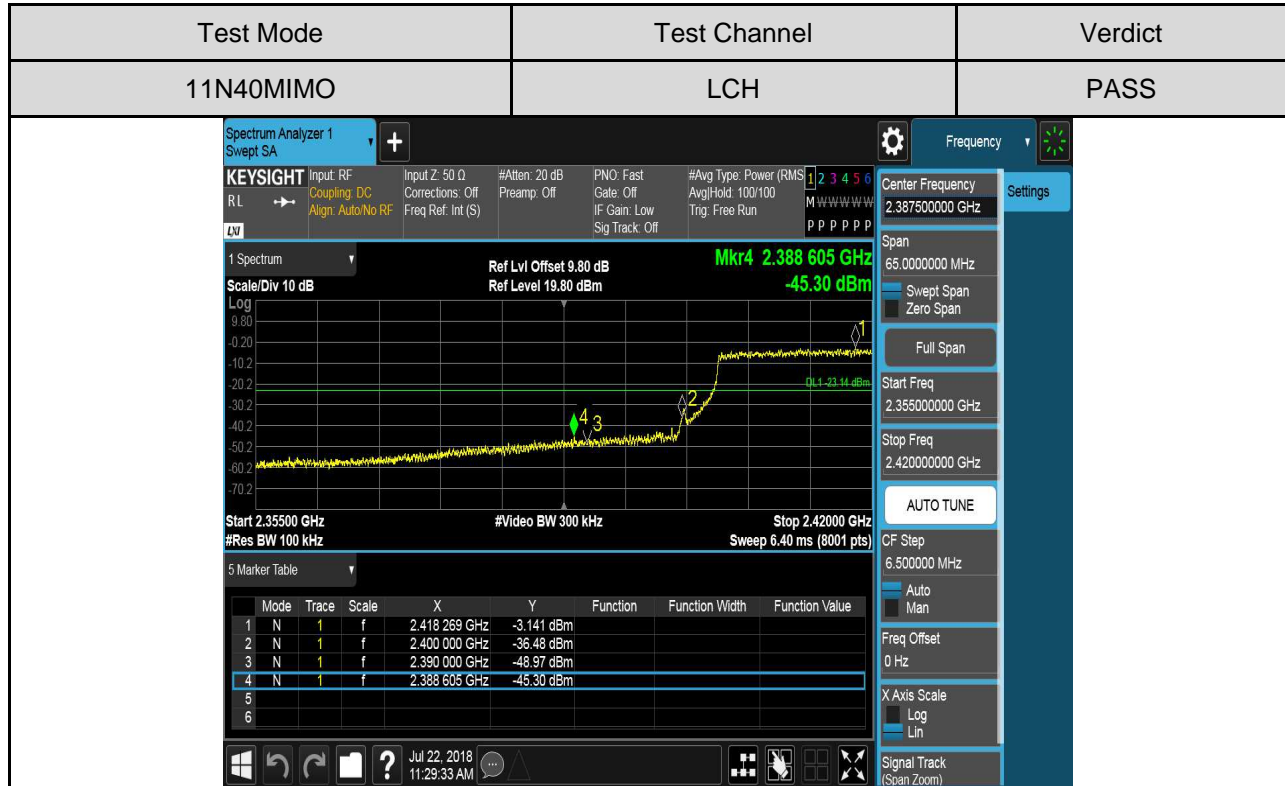 Test Mode Test Channel Verdict
11N40MIMO LCH PASS
Spectrum Analyzer 1
Swept SA
+
Frequency
KEYSIGHT
RL
LXI
Input: RF
Coupling: DC
Align: Auto/No RF
Input Z: 50 Ω
Corrections: Off
Freq Ref: Int (S)
#Atten: 20 dB
Preamp: Off
PNO: Fast
Gate: Off
IF Gain: Low
Sig Track: Off
#Avg Type: Power (RMS
Avg|Hold: 100/100
Trig: Free Run
1 2 3 4 5 6
M W W W W W
P P P P P P
1 Spectrum
Scale/Div 10 dB
Ref Lvl Offset 9.80 dB
Ref Level 19.80 dBm
Mkr4 2.388 605 GHz
-45.30 dBm
Log
9.80
-0.20
-10.2
-20.2
-30.2
-40.2
-50.2
-60.2
-70.2
1
DL1 -23.14 dBm
2
4
3
Start 2.35500 GHz #Video BW 300 kHz Stop 2.42000 GHz
#Res BW 100 kHz Sweep 6.40 ms (8001 pts)
5 Marker Table
Mode Trace Scale X Y Function Function Width Function Value
1 N 1 f 2.418 269 GHz -3.141 dBm
2 N 1 f 2.400 000 GHz -36.48 dBm
3 N 1 f 2.390 000 GHz -48.97 dBm
4 N 1 f 2.388 605 GHz -45.30 dBm
5
6
?
Jul 22, 2018
11:29:33 AM
Center Frequency
2.387500000 GHz
Settings
Span
65.0000000 MHz
Swept Span
Zero Span
Full Span
Start Freq
2.355000000 GHz
Stop Freq
2.420000000 GHz
AUTO TUNE
CF Step
6.500000 MHz
Auto
Man
Freq Offset
0 Hz
X Axis Scale
Log
Lin
Signal Track
(Span Zoom)